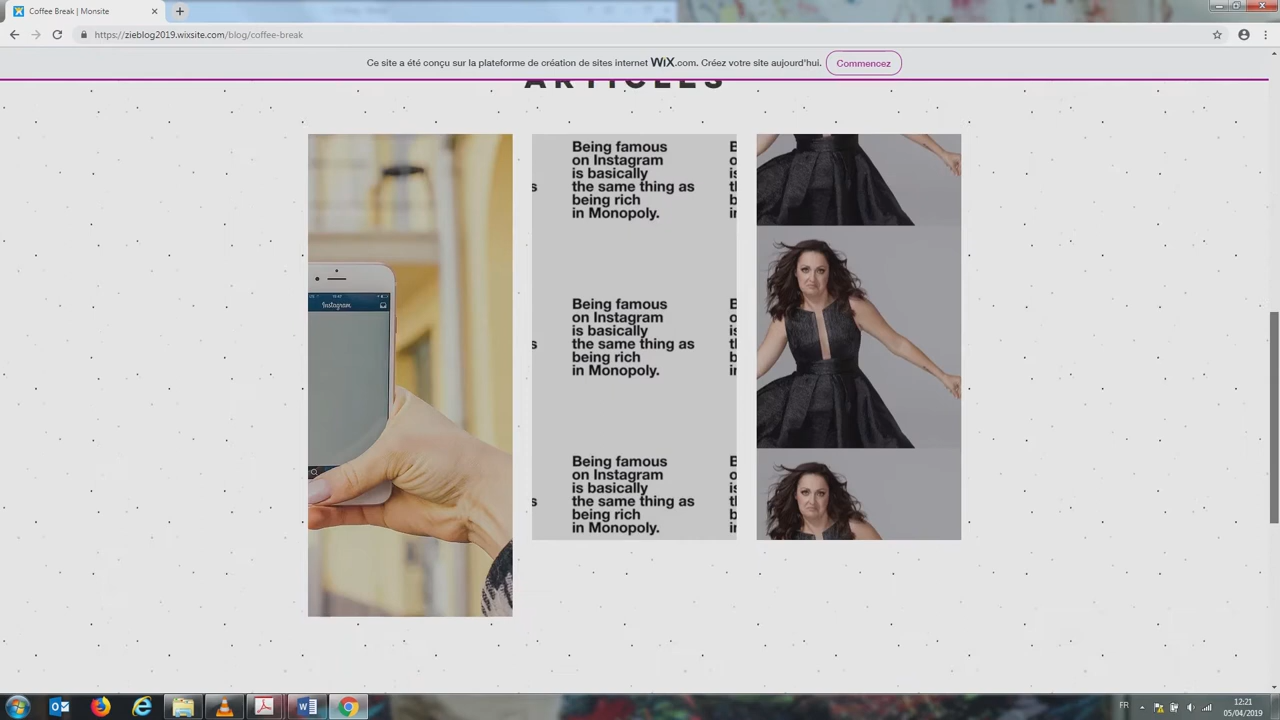 Coffee Break | Monsite
https://zieblog2019.wixsite.com/blog/coffee-break
Ce site a été conçu sur la plateforme de création de sites internet WiX.com. Créez votre site aujourd'hui. Commencez
ARTICLES
Being famous
on Instagram
is basically
the same thing as
being rich
in Monopoly.
Being famous
on Instagram
is basically
the same thing as
being rich
in Monopoly.
Being famous
on Instagram
is basically
the same thing as
being rich
in Monopoly.
Instagram
FR
12:21
05/04/2019